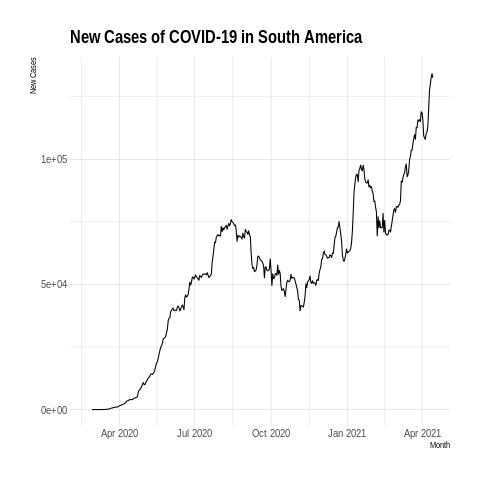 New Cases of COVID-19 in South America
New Cases
1e+05
5e+04
0e+00
Apr 2020 Jul 2020 Oct 2020 Jan 2021 Apr 2021
Month